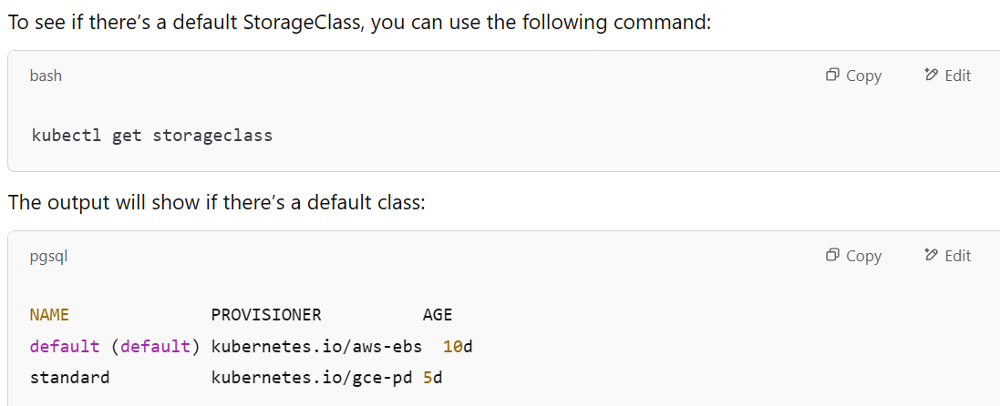 To see if there’s a default StorageClass, you can use the following command:
bash Copy Edit
kubectl get storageclass
The output will show if there’s a default class:
pgsql Copy Edit
NAME              PROVISIONER          AGE
default (default) kubernetes.io/aws-ebs  10d
standard          kubernetes.io/gce-pd 5d